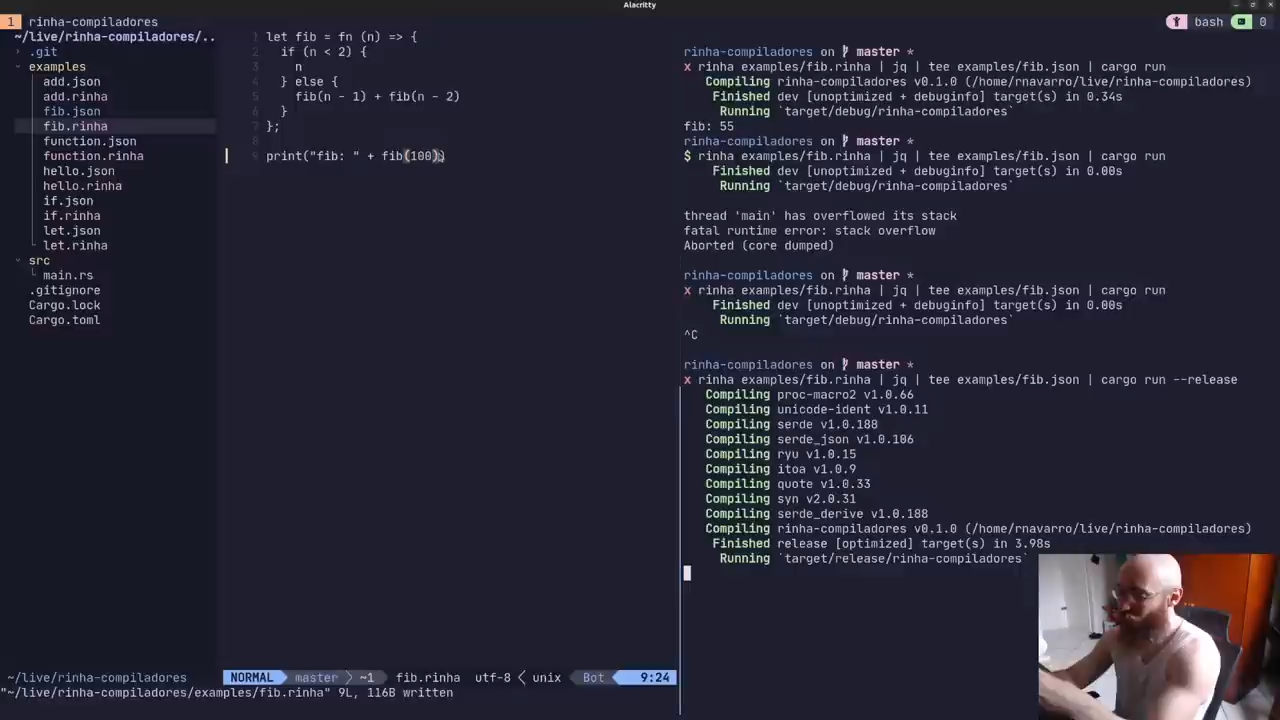 Alacritty
1 rinha-compiladores
bash 0
~/live/rinha-compiladores/..
.git
examples
add.json
add.rinha
fib.json
fib.rinha
function.json
function.rinha
hello.json
hello.rinha
if.json
if.rinha
let.json
let.rinha
src
main.rs
.gitignore
Cargo.lock
Cargo.toml
1 let fib = fn (n) => {
2 if (n < 2) {
3 n
4 } else {
5 fib(n - 1) + fib(n - 2)
6 }
7 };
8
9 print("fib: " + fib(100))
rinha-compiladores on master *
x rinha examples/fib.rinha | jq | tee examples/fib.json | cargo run
Compiling rinha-compiladores v0.1.0 (/home/rnavarro/live/rinha-compiladores)
Finished dev [unoptimized + debuginfo] target(s) in 0.34s
Running `target/debug/rinha-compiladores`
fib: 55
rinha-compiladores on master *
$ rinha examples/fib.rinha | jq | tee examples/fib.json | cargo run
Finished dev [unoptimized + debuginfo] target(s) in 0.00s
Running `target/debug/rinha-compiladores`
thread 'main' has overflowed its stack
fatal runtime error: stack overflow
Aborted (core dumped)
rinha-compiladores on master *
x rinha examples/fib.rinha | jq | tee examples/fib.json | cargo run
Finished dev [unoptimized + debuginfo] target(s) in 0.00s
Running `target/debug/rinha-compiladores`
^C
rinha-compiladores on master *
x rinha examples/fib.rinha | jq | tee examples/fib.json | cargo run --release
Compiling proc-macro2 v1.0.66
Compiling unicode-ident v1.0.11
Compiling serde v1.0.188
Compiling serde_json v1.0.106
Compiling ryu v1.0.15
Compiling itoa v1.0.9
Compiling quote v1.0.33
Compiling syn v2.0.31
Compiling serde_derive v1.0.188
Compiling rinha-compiladores v0.1.0 (/home/rnavarro/live/rinha-compiladores)
Finished release [optimized] target(s) in 3.98s
Running `target/release/rinha-compiladores`
~/live/rinha-compiladores NORMAL master ~1 fib.rinha utf-8 < unix Bot 9:24
"~/live/rinha-compiladores/examples/fib.rinha" 9L, 116B written